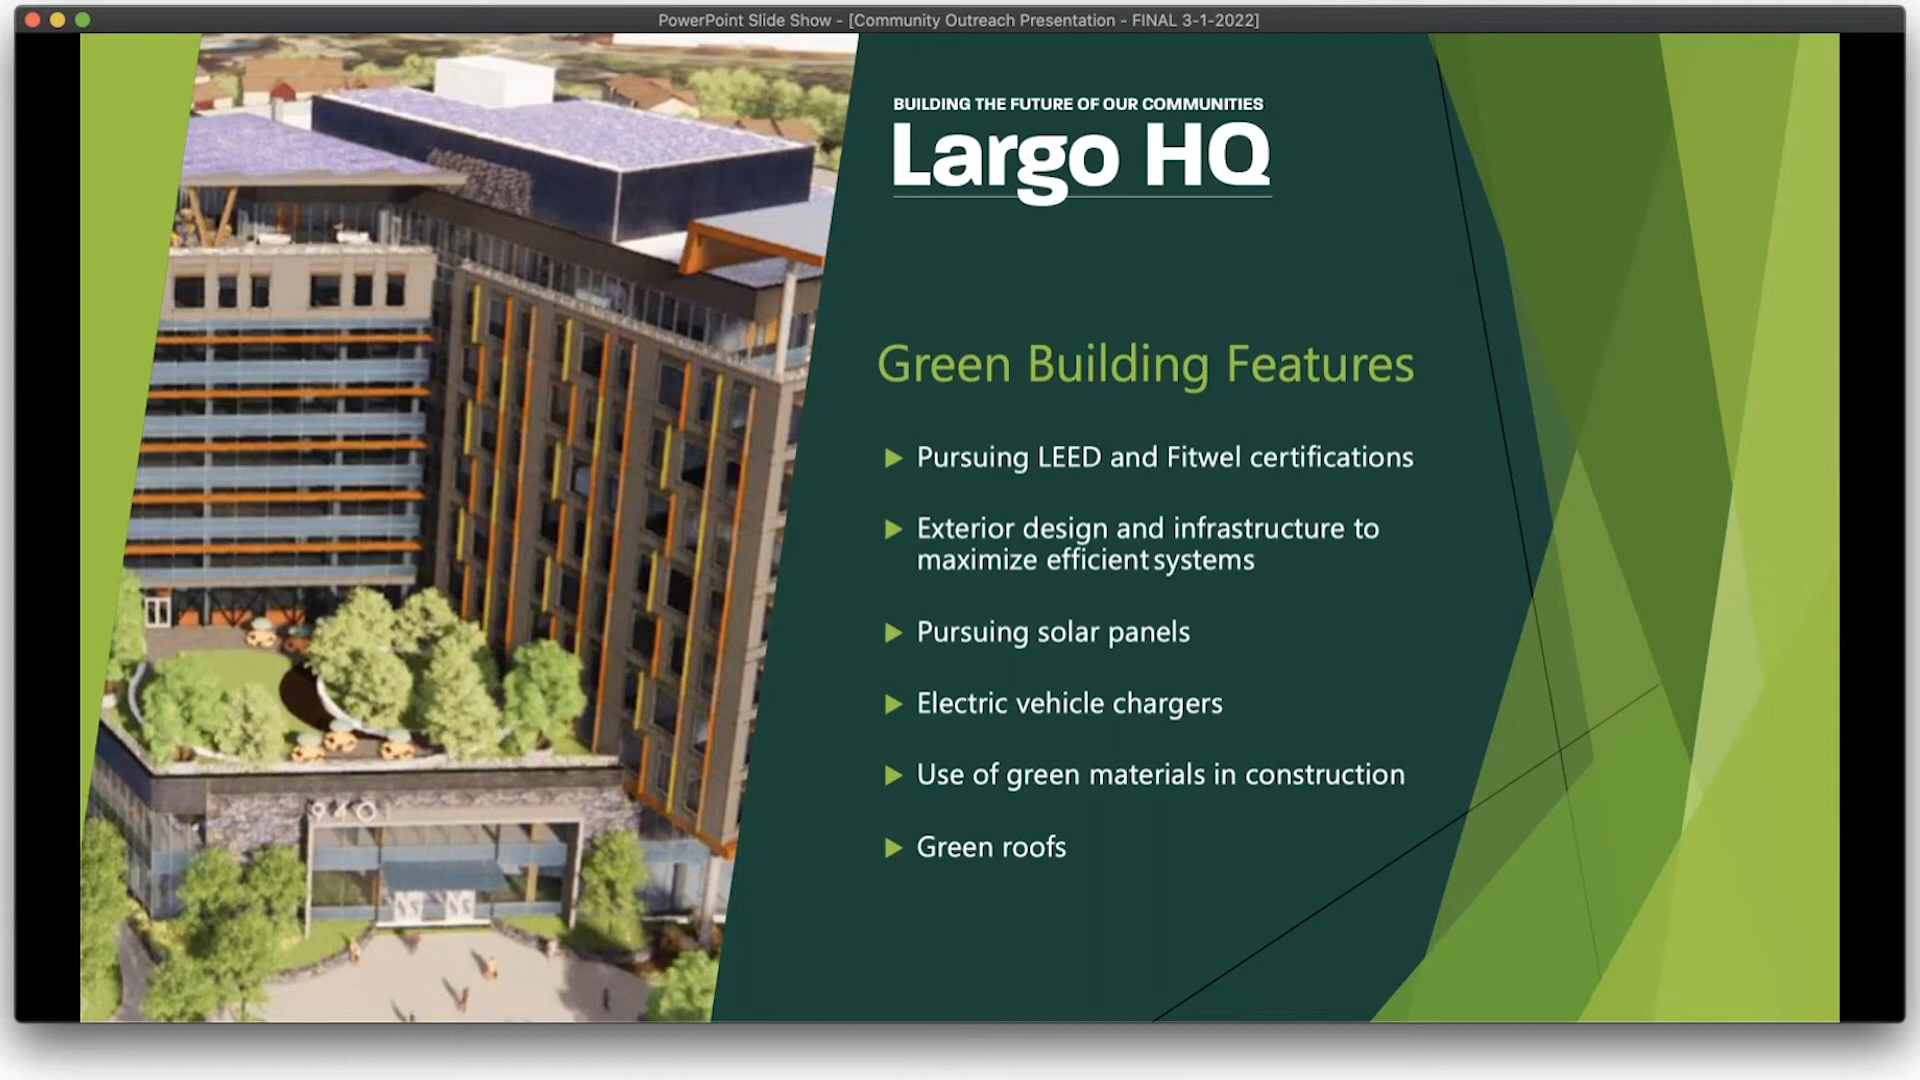 PowerPoint Slide Show - [Community Outreach Presentation - FINAL 3-1-2022]
BUILDING THE FUTURE OF OUR COMMUNITIES
Largo HQ
Green Building Features
Pursuing LEED and Fitwel certifications
Exterior design and infrastructure to
maximize efficient systems
Pursuing solar panels
Electric vehicle chargers
Use of green materials in construction
Green roofs
940